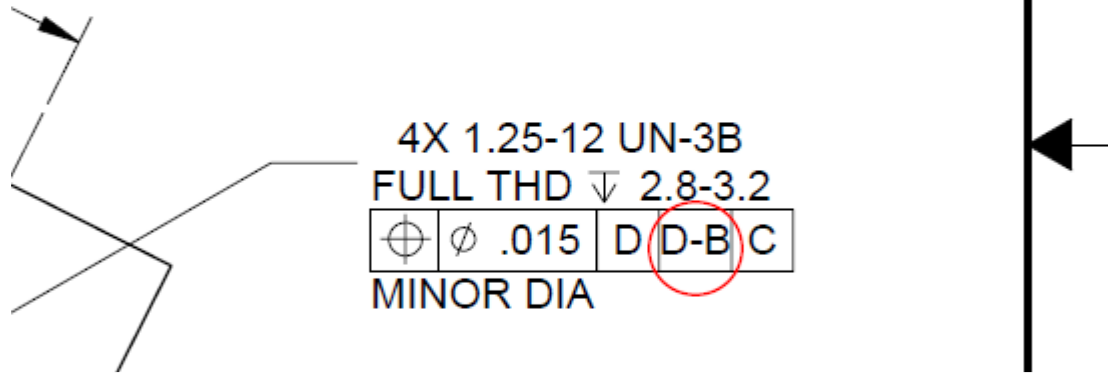 4X 1.25-12 UN-3B
FULL THD ↧ 2.8-3.2
⌖ ⌀ .015 D D-B C
MINOR DIA